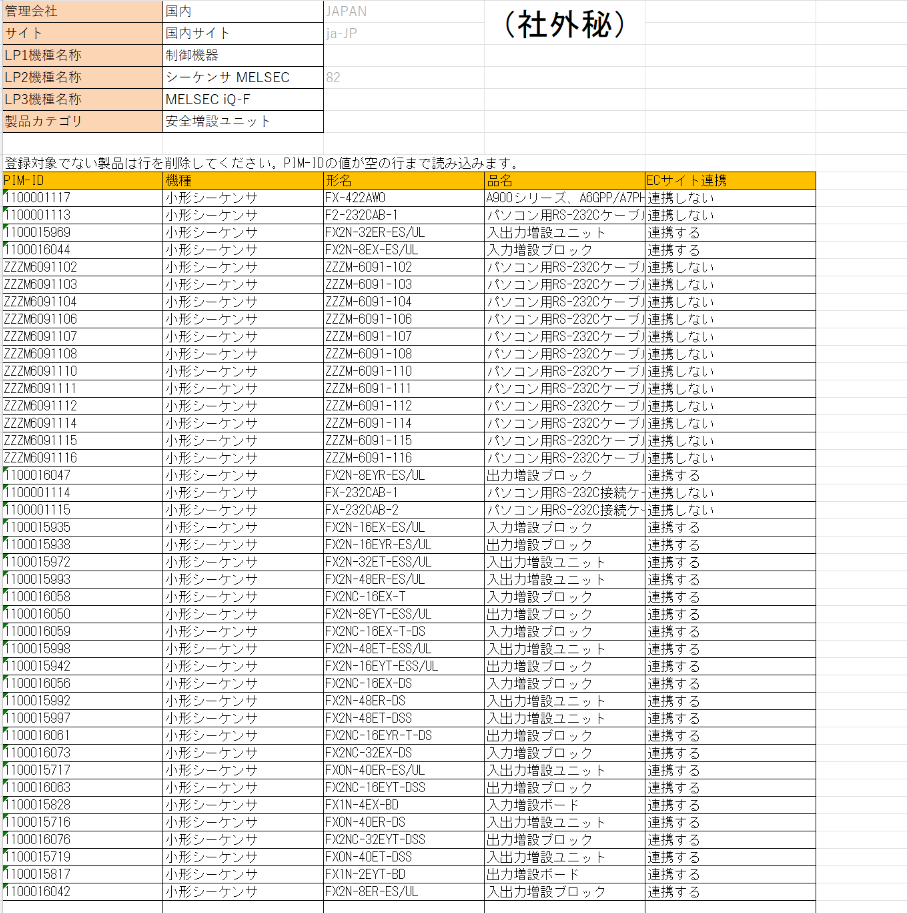 管理会社 国内 JAPAN （社外秘）
サイト 国内サイト ja-JP
LP1機種名称 制御機器
LP2機種名称 シーケンサ MELSEC 82
LP3機種名称 MELSEC iQ-F
製品カテゴリ 安全増設ユニット
登録対象でない製品は行を削除してください。PIM-IDの値が空の行まで読み込みます。
PIM-ID 機種 形名 品名 ECサイト連携
1100001117 小形シーケンサ FX-422AW0 A900シリーズ、A6GPP/A7PH 連携しない
1100001113 小形シーケンサ F2-232CAB-1 パソコン用RS-232Cケーブル 連携しない
1100015969 小形シーケンサ FX2N-32ER-ES/UL 入出力増設ユニット 連携する
1100016044 小形シーケンサ FX2N-8EX-ES/UL 入力増設ブロック 連携する
ZZZM6091102 小形シーケンサ ZZZM-6091-102 パソコン用RS-232Cケーブル 連携しない
ZZZM6091103 小形シーケンサ ZZZM-6091-103 パソコン用RS-232Cケーブル 連携しない
ZZZM6091104 小形シーケンサ ZZZM-6091-104 パソコン用RS-232Cケーブル 連携しない
ZZZM6091106 小形シーケンサ ZZZM-6091-106 パソコン用RS-232Cケーブル 連携しない
ZZZM6091107 小形シーケンサ ZZZM-6091-107 パソコン用RS-232Cケーブル 連携しない
ZZZM6091108 小形シーケンサ ZZZM-6091-108 パソコン用RS-232Cケーブル 連携しない
ZZZM6091110 小形シーケンサ ZZZM-6091-110 パソコン用RS-232Cケーブル 連携しない
ZZZM6091111 小形シーケンサ ZZZM-6091-111 パソコン用RS-232Cケーブル 連携しない
ZZZM6091112 小形シーケンサ ZZZM-6091-112 パソコン用RS-232Cケーブル 連携しない
ZZZM6091114 小形シーケンサ ZZZM-6091-114 パソコン用RS-232Cケーブル 連携しない
ZZZM6091115 小形シーケンサ ZZZM-6091-115 パソコン用RS-232Cケーブル 連携しない
ZZZM6091116 小形シーケンサ ZZZM-6091-116 パソコン用RS-232Cケーブル 連携しない
1100016047 小形シーケンサ FX2N-8EYR-ES/UL 出力増設ブロック 連携する
1100001114 小形シーケンサ FX-232CAB-1 パソコン用RS-232C接続ケー 連携しない
1100001115 小形シーケンサ FX-232CAB-2 パソコン用RS-232C接続ケー 連携しない
1100015935 小形シーケンサ FX2N-16EX-ES/UL 入力増設ブロック 連携する
1100015938 小形シーケンサ FX2N-16EYR-ES/UL 出力増設ブロック 連携する
1100015972 小形シーケンサ FX2N-32ET-ESS/UL 入出力増設ユニット 連携する
1100015993 小形シーケンサ FX2N-48ER-ES/UL 入出力増設ユニット 連携する
1100016058 小形シーケンサ FX2NC-16EX-T 入力増設ブロック 連携する
1100016050 小形シーケンサ FX2N-8EYT-ESS/UL 出力増設ブロック 連携する
1100016059 小形シーケンサ FX2NC-16EX-T-DS 入力増設ブロック 連携する
1100015998 小形シーケンサ FX2N-48ET-ESS/UL 入出力増設ユニット 連携する
1100015942 小形シーケンサ FX2N-16EYT-ESS/UL 出力増設ブロック 連携する
1100016056 小形シーケンサ FX2NC-16EX-DS 入力増設ブロック 連携する
1100015992 小形シーケンサ FX2N-48ER-DS 入出力増設ユニット 連携する
1100015997 小形シーケンサ FX2N-48ET-DSS 入出力増設ユニット 連携する
1100016061 小形シーケンサ FX2NC-16EYR-T-DS 出力増設ブロック 連携する
1100016073 小形シーケンサ FX2NC-32EX-DS 入力増設ブロック 連携する
1100015717 小形シーケンサ FX0N-40ER-ES/UL 入出力増設ユニット 連携する
1100016063 小形シーケンサ FX2NC-16EYT-DSS 出力増設ブロック 連携する
1100015828 小形シーケンサ FX1N-4EX-BD 入力増設ボード 連携する
1100015716 小形シーケンサ FX0N-40ER-DS 入出力増設ユニット 連携する
1100016076 小形シーケンサ FX2NC-32EYT-DSS 出力増設ブロック 連携する
1100015719 小形シーケンサ FX0N-40ET-DSS 入出力増設ユニット 連携する
1100015817 小形シーケンサ FX1N-2EYT-BD 出力増設ボード 連携する
1100016042 小形シーケンサ FX2N-8ER-ES/UL 入出力増設ブロック 連携する